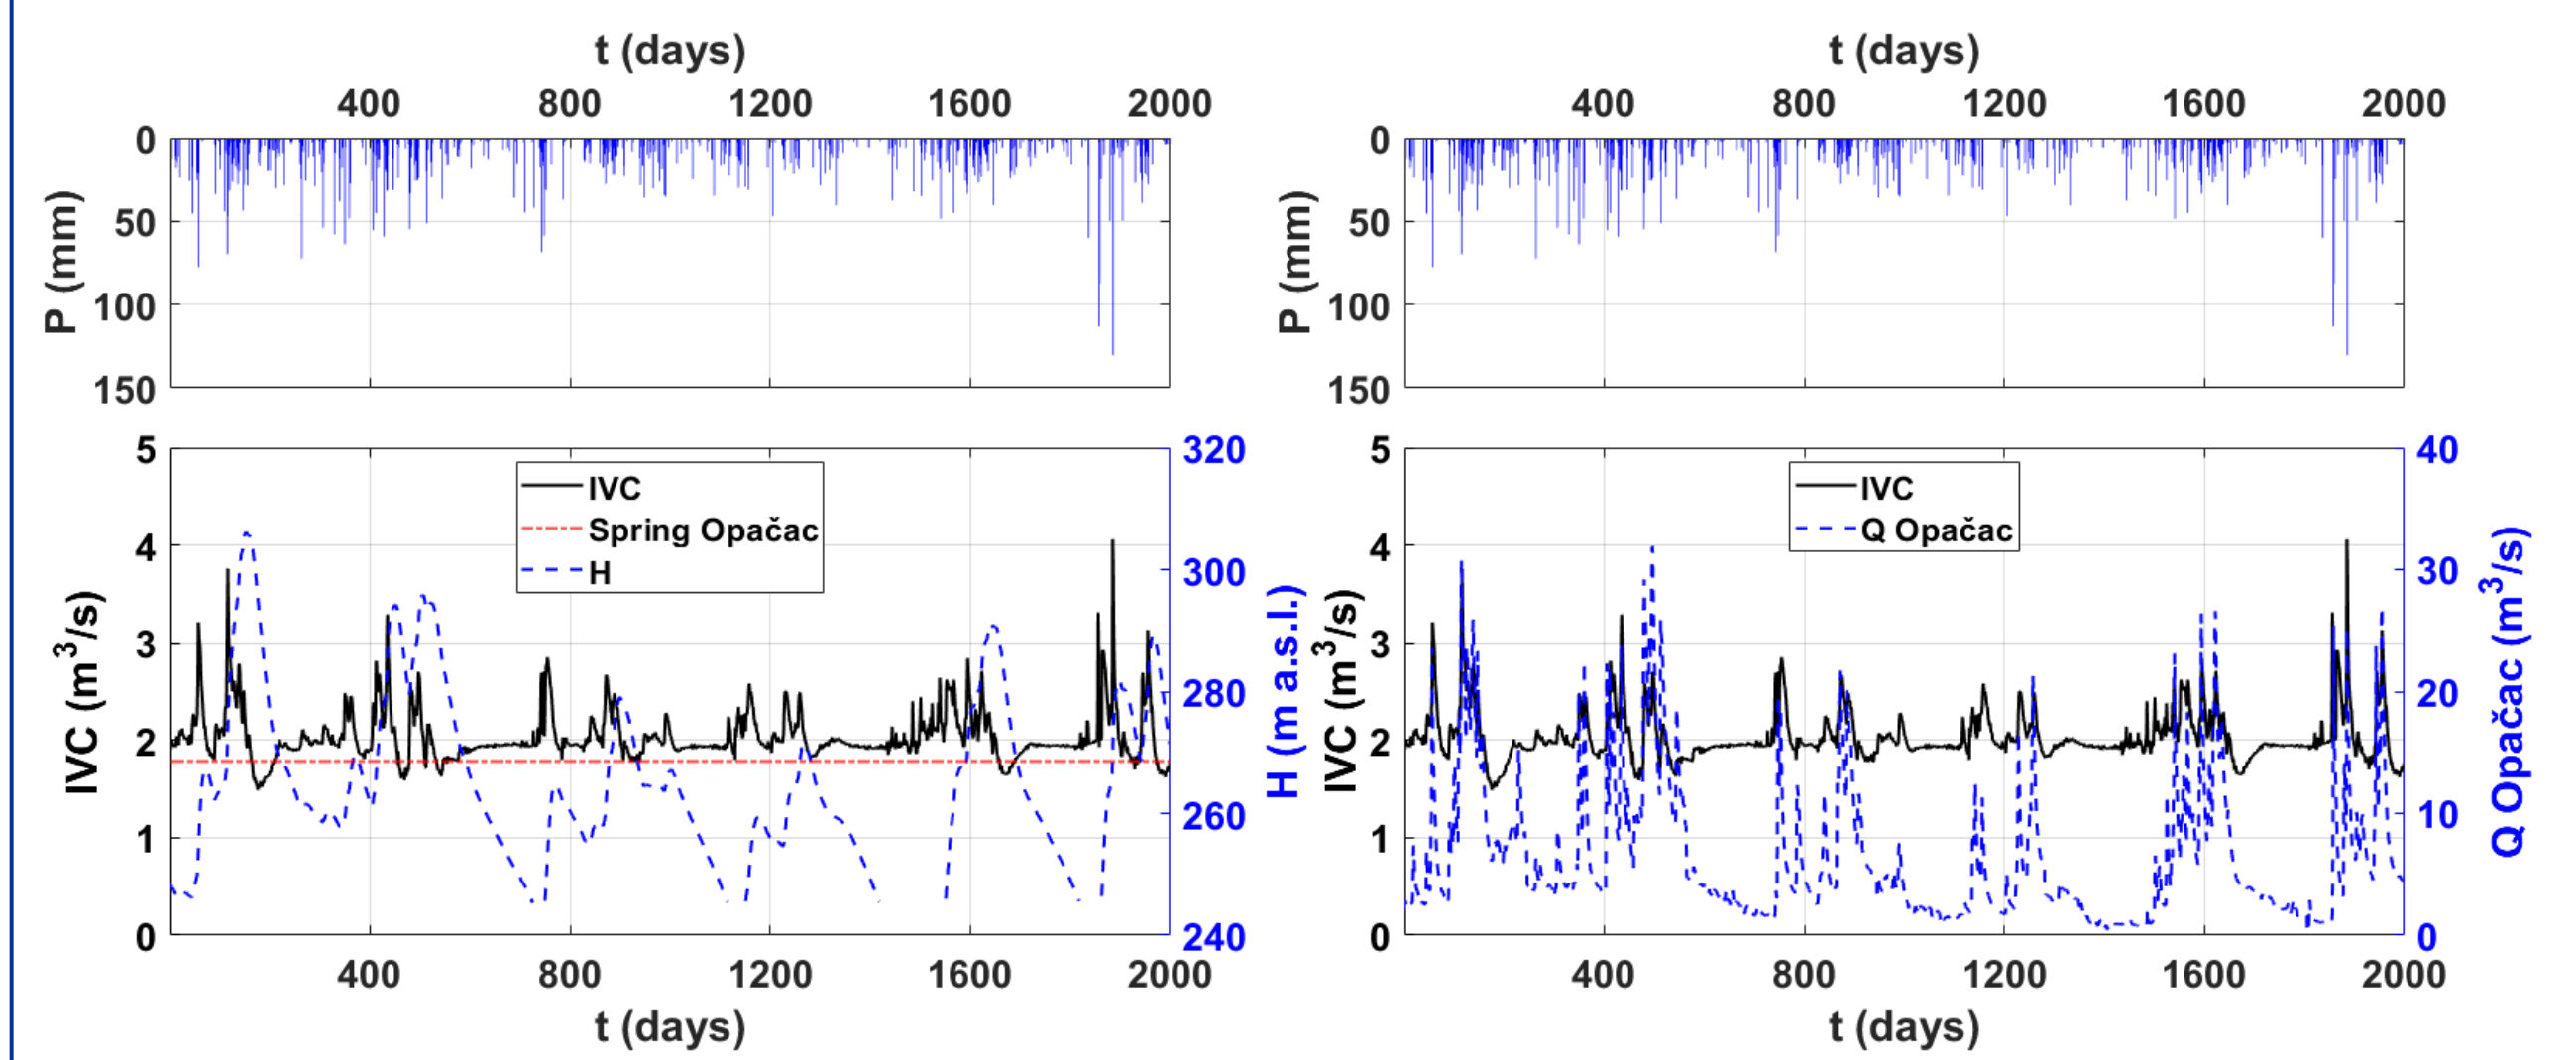 t (days)
400 800 1200 1600 2000
0
50
100
150
P (mm)
5
4
3
2
1
0
IVC (m³/s)
IVC
Spring Opačac
H
320
300
280
260
240
H (m a.s.l.)
400 800 1200 1600 2000
t (days)
t (days)
400 800 1200 1600 2000
0
50
100
150
P (mm)
5
4
3
2
1
0
IVC (m³/s)
IVC
Q Opačac
40
30
20
10
0
Q Opačac (m³/s)
400 800 1200 1600 2000
t (days)